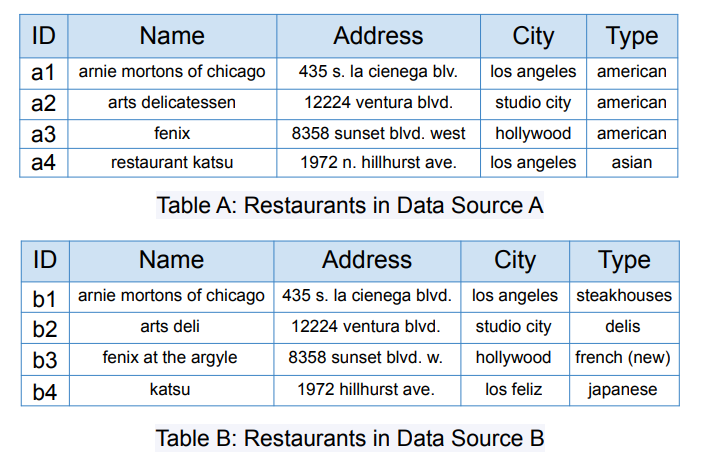 ID Name Address City Type
a1 arnie mortons of chicago 435 s. la cienega blv. los angeles american
a2 arts delicatessen 12224 ventura blvd. studio city american
a3 fenix 8358 sunset blvd. west hollywood american
a4 restaurant katsu 1972 n. hillhurst ave. los angeles asian
Table A: Restaurants in Data Source A
ID Name Address City Type
b1 arnie mortons of chicago 435 s. la cienega blvd. los angeles steakhouses
b2 arts deli 12224 ventura blvd. studio city delis
b3 fenix at the argyle 8358 sunset blvd. w. hollywood french (new)
b4 katsu 1972 hillhurst ave. los feliz japanese
Table B: Restaurants in Data Source B